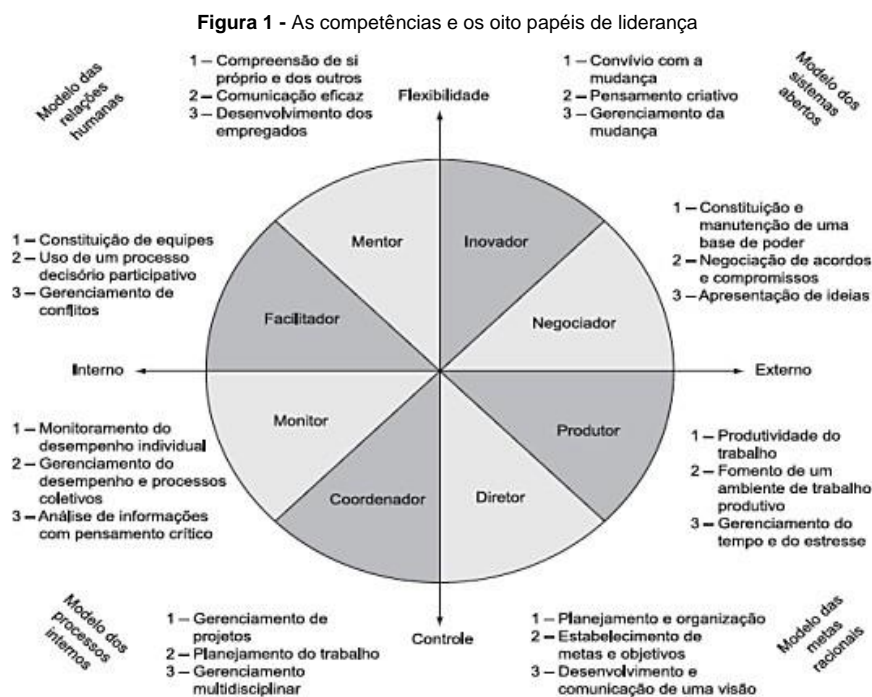 Figura 1 - As competências e os oito papéis de liderança
Modelo das
relações
humanas
1 – Compreensão de si
próprio e dos outros
2 – Comunicação eficaz
3 – Desenvolvimento dos
empregados
Flexibilidade
1 – Convívio com a
mudança
2 – Pensamento criativo
3 – Gerenciamento da
mudança
Modelo dos
sistemas
abertos
1 – Constituição de equipes
2 – Uso de um processo
decisório participativo
3 – Gerenciamento de
conflitos
Mentor
Inovador
1 – Constituição e
manutenção de uma
base de poder
2 – Negociação de acordos
e compromissos
3 – Apresentação de ideias
Facilitador
Negociador
Interno
Externo
1 – Monitoramento do
desempenho individual
2 – Gerenciamento do
desempenho e processos
coletivos
3 – Análise de informações
com pensamento crítico
Monitor
Produtor
Coordenador
Diretor
1 – Produtividade do
trabalho
2 – Fomento de um
ambiente de trabalho
produtivo
3 – Gerenciamento do
tempo e do estresse
Modelo dos
processos
internos
1 – Gerenciamento de
projetos
2 – Planejamento do trabalho
3 – Gerenciamento
multidisciplinar
Controle
1 – Planejamento e organização
2 – Estabelecimento de
metas e objetivos
3 – Desenvolvimento e
comunicação de uma visão
Modelo das
metas
racionais